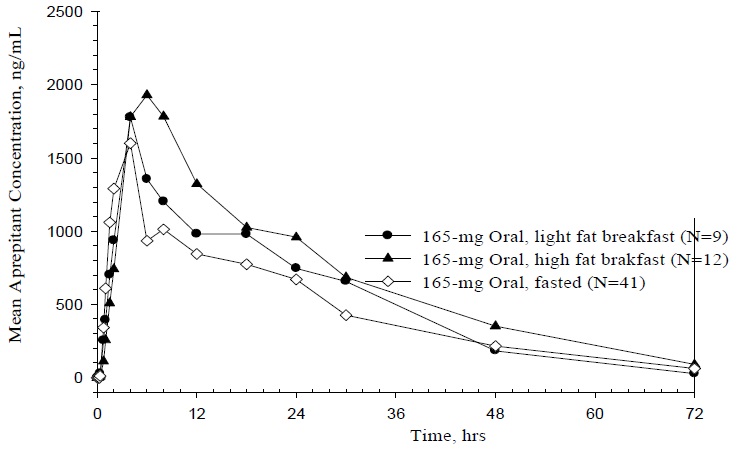 2500
2000
1500
1000
500
0
Mean Aprepitant Concentration, ng/mL
165-mg Oral, light fat breekfast (N=9)
165-mg Oral, high fat brakfast (N=12)
165-mg Oral, fasted (N=41)
0 12 24 36 48 60 72
Time, hrs